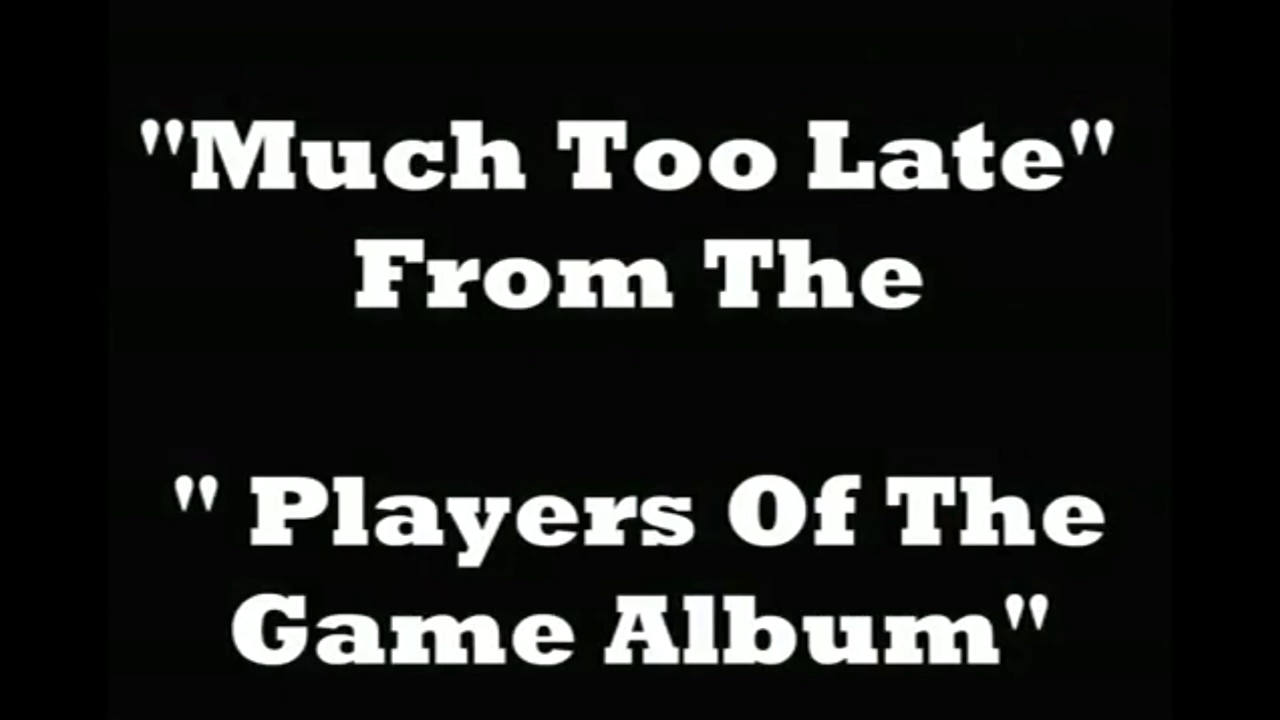 "Much Too Late"
From The
" Players Of The
Game Album"